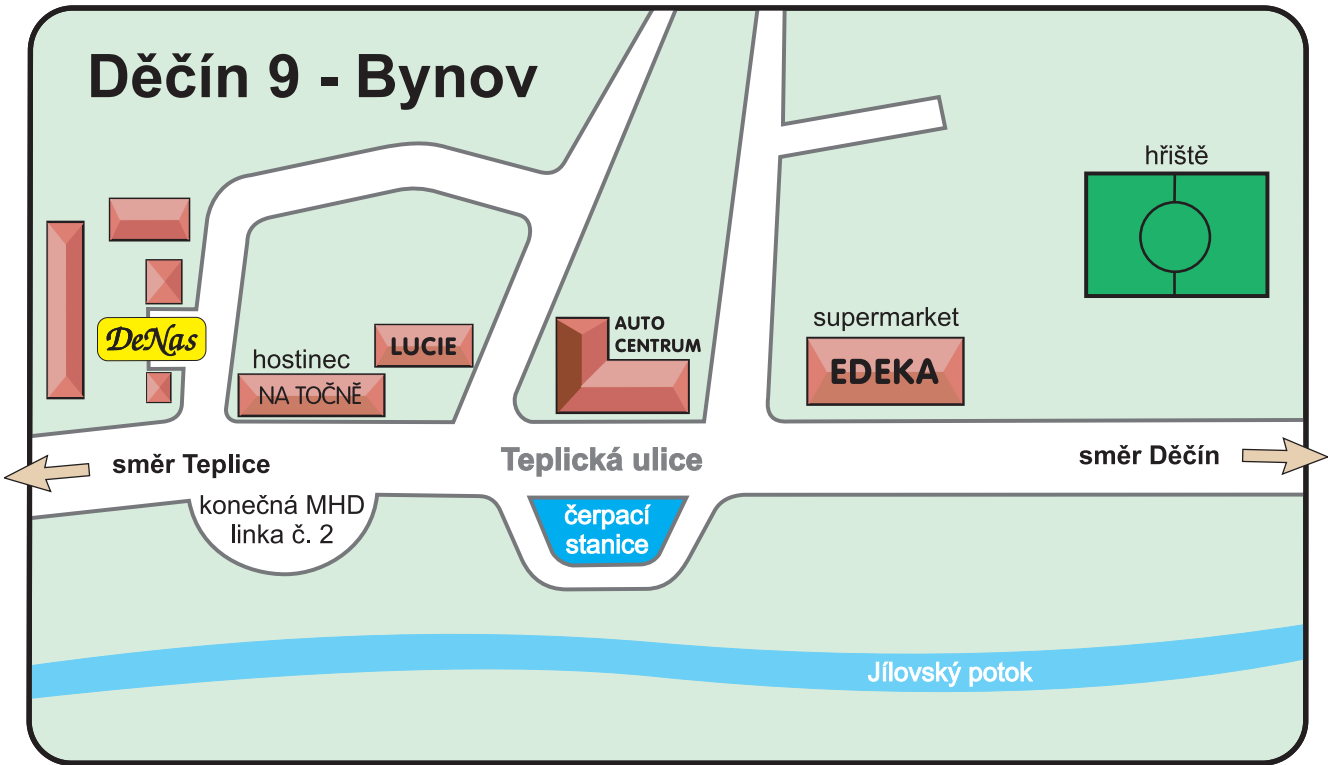 Děčín 9 - Bynov
hřiště
DeNas
hostinec
NA TOČNĚ
LUCIE
AUTO
CENTRUM
supermarket
EDEKA
směr Teplice
Teplická ulice
směr Děčín
konečná MHD
linka č. 2
čerpací
stanice
Jílovský potok